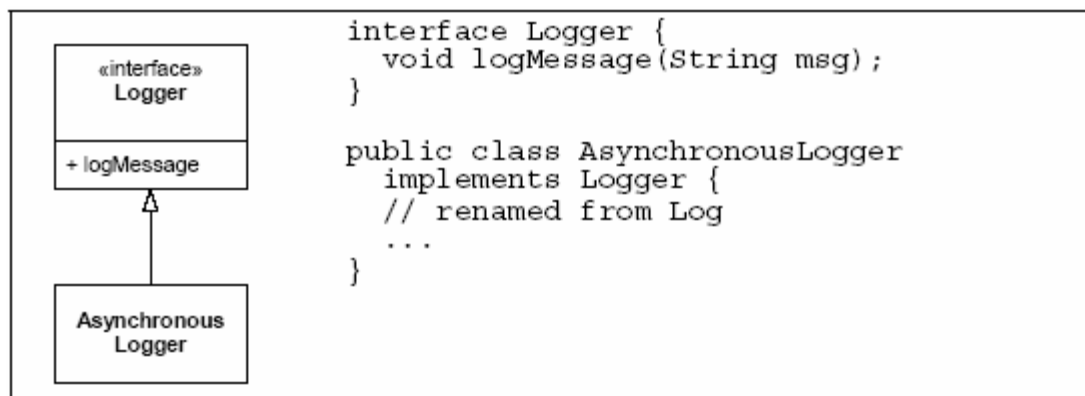 «interface»
Logger
+ logMessage
Asynchronous
Logger
interface Logger {
  void logMessage(String msg);
}

public class AsynchronousLogger
  implements Logger {
  // renamed from Log
  ...
}